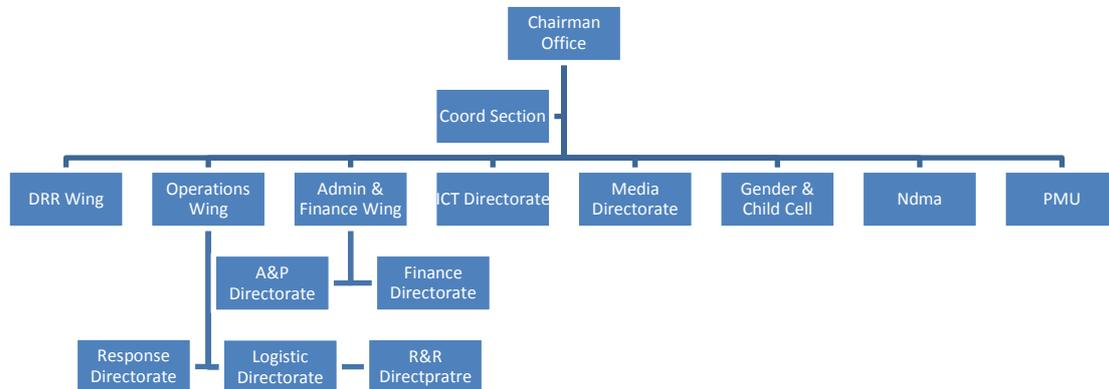 Chairman
Office
Coord Section
DRR Wing
Operations
Wing
Admin &
Finance Wing
ICT Directorate
Media
Directorate
Gender &
Child Cell
Ndma
PMU
A&P
Directorate
Finance
Directorate
Response
Directorate
Logistic
Directorate
R&R
Directpratre